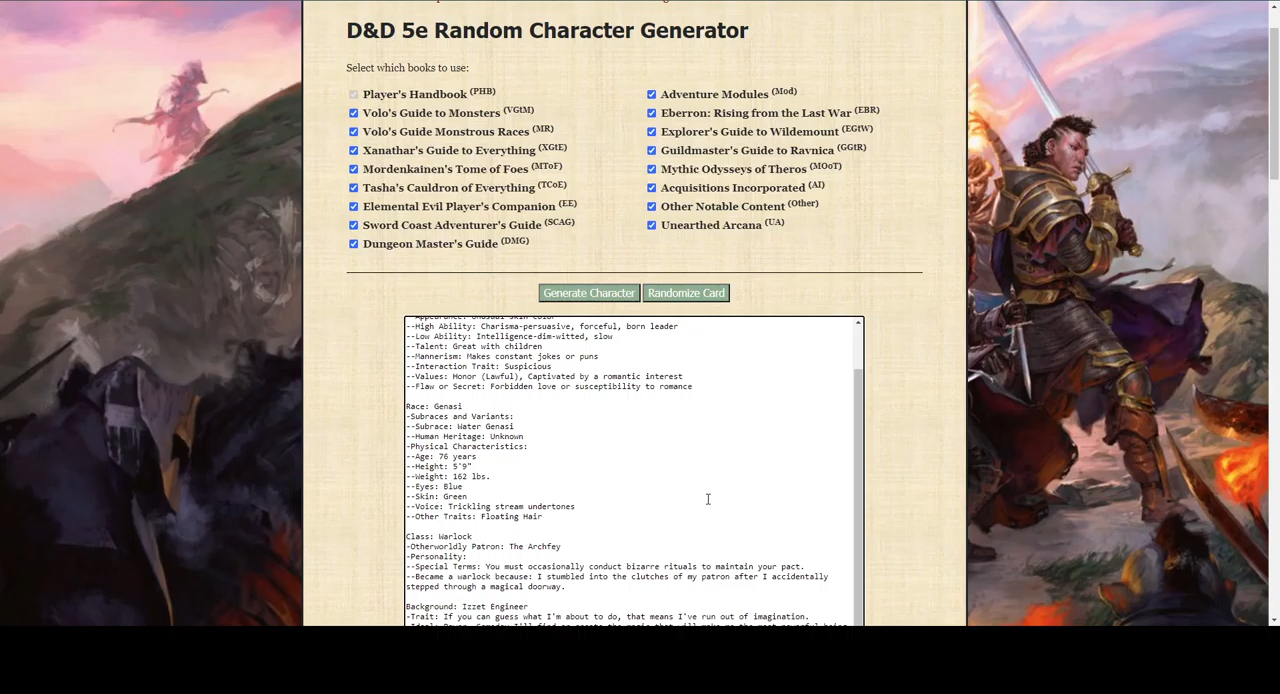 D&D 5e Random Character Generator
Select which books to use:
Player's Handbook (PHB)
Volo's Guide to Monsters (VGtM)
Volo's Guide Monstrous Races (MR)
Xanathar's Guide to Everything (XGtE)
Mordenkainen's Tome of Foes (MToF)
Tasha's Cauldron of Everything (TCoE)
Elemental Evil Player's Companion (EE)
Sword Coast Adventurer's Guide (SCAG)
Dungeon Master's Guide (DMG)
Adventure Modules (Mod)
Eberron: Rising from the Last War (EBR)
Explorer's Guide to Wildemount (EGtW)
Guildmaster's Guide to Ravnica (GGtR)
Mythic Odysseys of Theros (MOoT)
Acquisitions Incorporated (AI)
Other Notable Content (Other)
Unearthed Arcana (UA)
Generate Character Randomize Card
--Appearance: Unusual skin color
--High Ability: Charisma-persuasive, forceful, born leader
--Low Ability: Intelligence-dim-witted, slow
--Talent: Great with children
--Mannerism: Makes constant jokes or puns
--Interaction Trait: Suspicious
--Values: Honor (Lawful), Captivated by a romantic interest
--Flaw or Secret: Forbidden love or susceptibility to romance
Race: Genasi
-Subraces and Variants:
--Subrace: Water Genasi
--Human Heritage: Unknown
-Physical Characteristics:
--Age: 76 years
--Height: 5'9"
--Weight: 162 lbs.
--Eyes: Blue
--Skin: Green
--Voice: Trickling stream undertones
--Other Traits: Floating Hair
Class: Warlock
-Otherworldly Patron: The Archfey
-Personality:
--Special Terms: You must occasionally conduct bizarre rituals to maintain your pact.
--Became a warlock because: I stumbled into the clutches of my patron after I accidentally
stepped through a magical doorway.
Background: Izzet Engineer
-Trait: If you can guess what I'm about to do, that means I've run out of imagination.